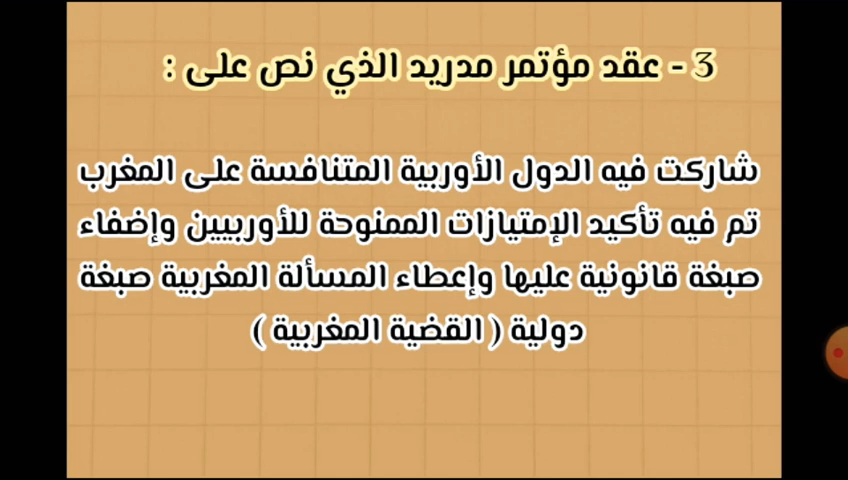 3 - عقد مؤتمر مدريد الذي نص على :
شاركت فيه الدول الأوربية المتنافسة على المغرب
تم فيه تأكيد الإمتيازات الممنوحة للأوربيين وإضفاء
صبغة قانونية عليها وإعطاء المسألة المغربية صبغة
دولية ( القضية المغربية )